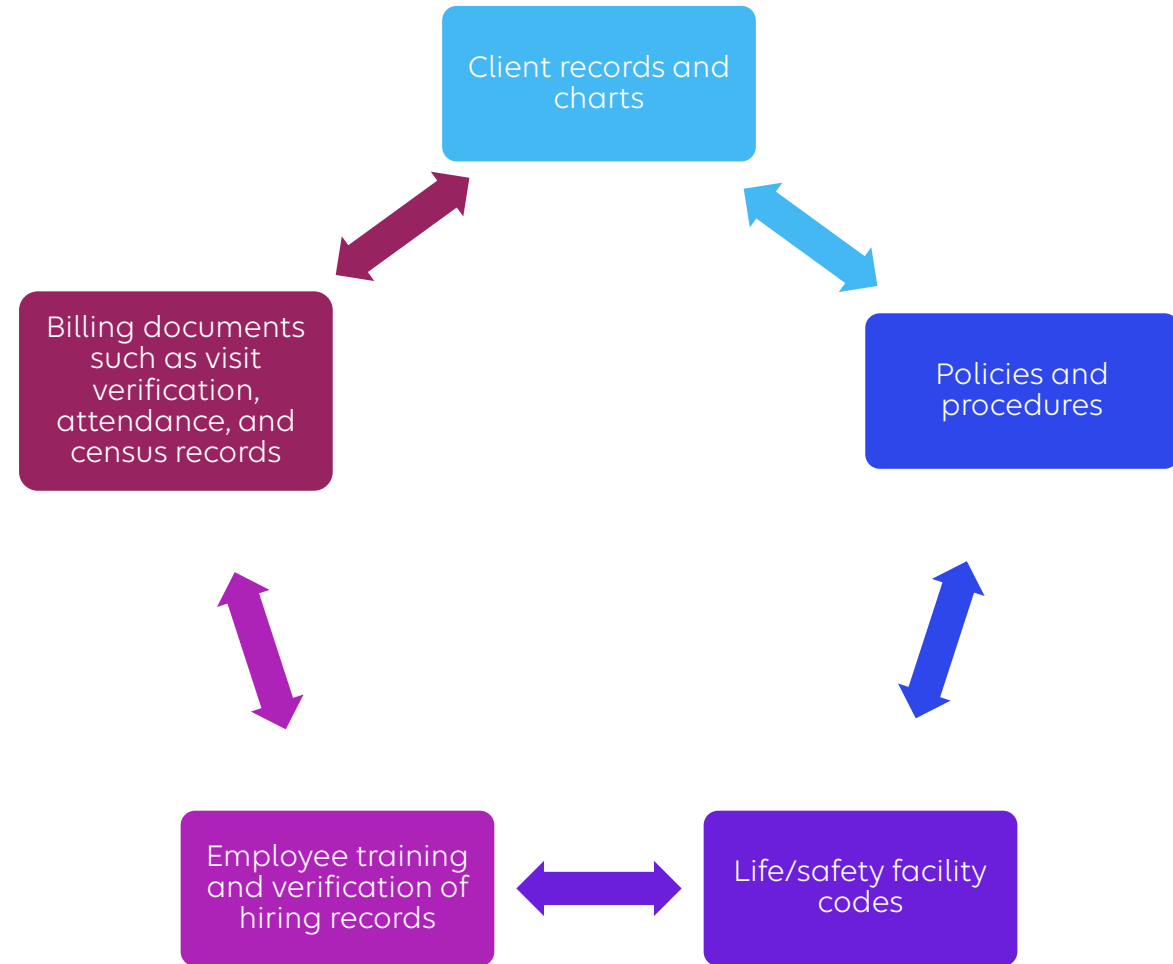 Client records and
charts
Policies and
procedures
Life/safety facility
codes
Employee training
and verification of
hiring records
Billing documents
such as visit
verification,
attendance, and
census records